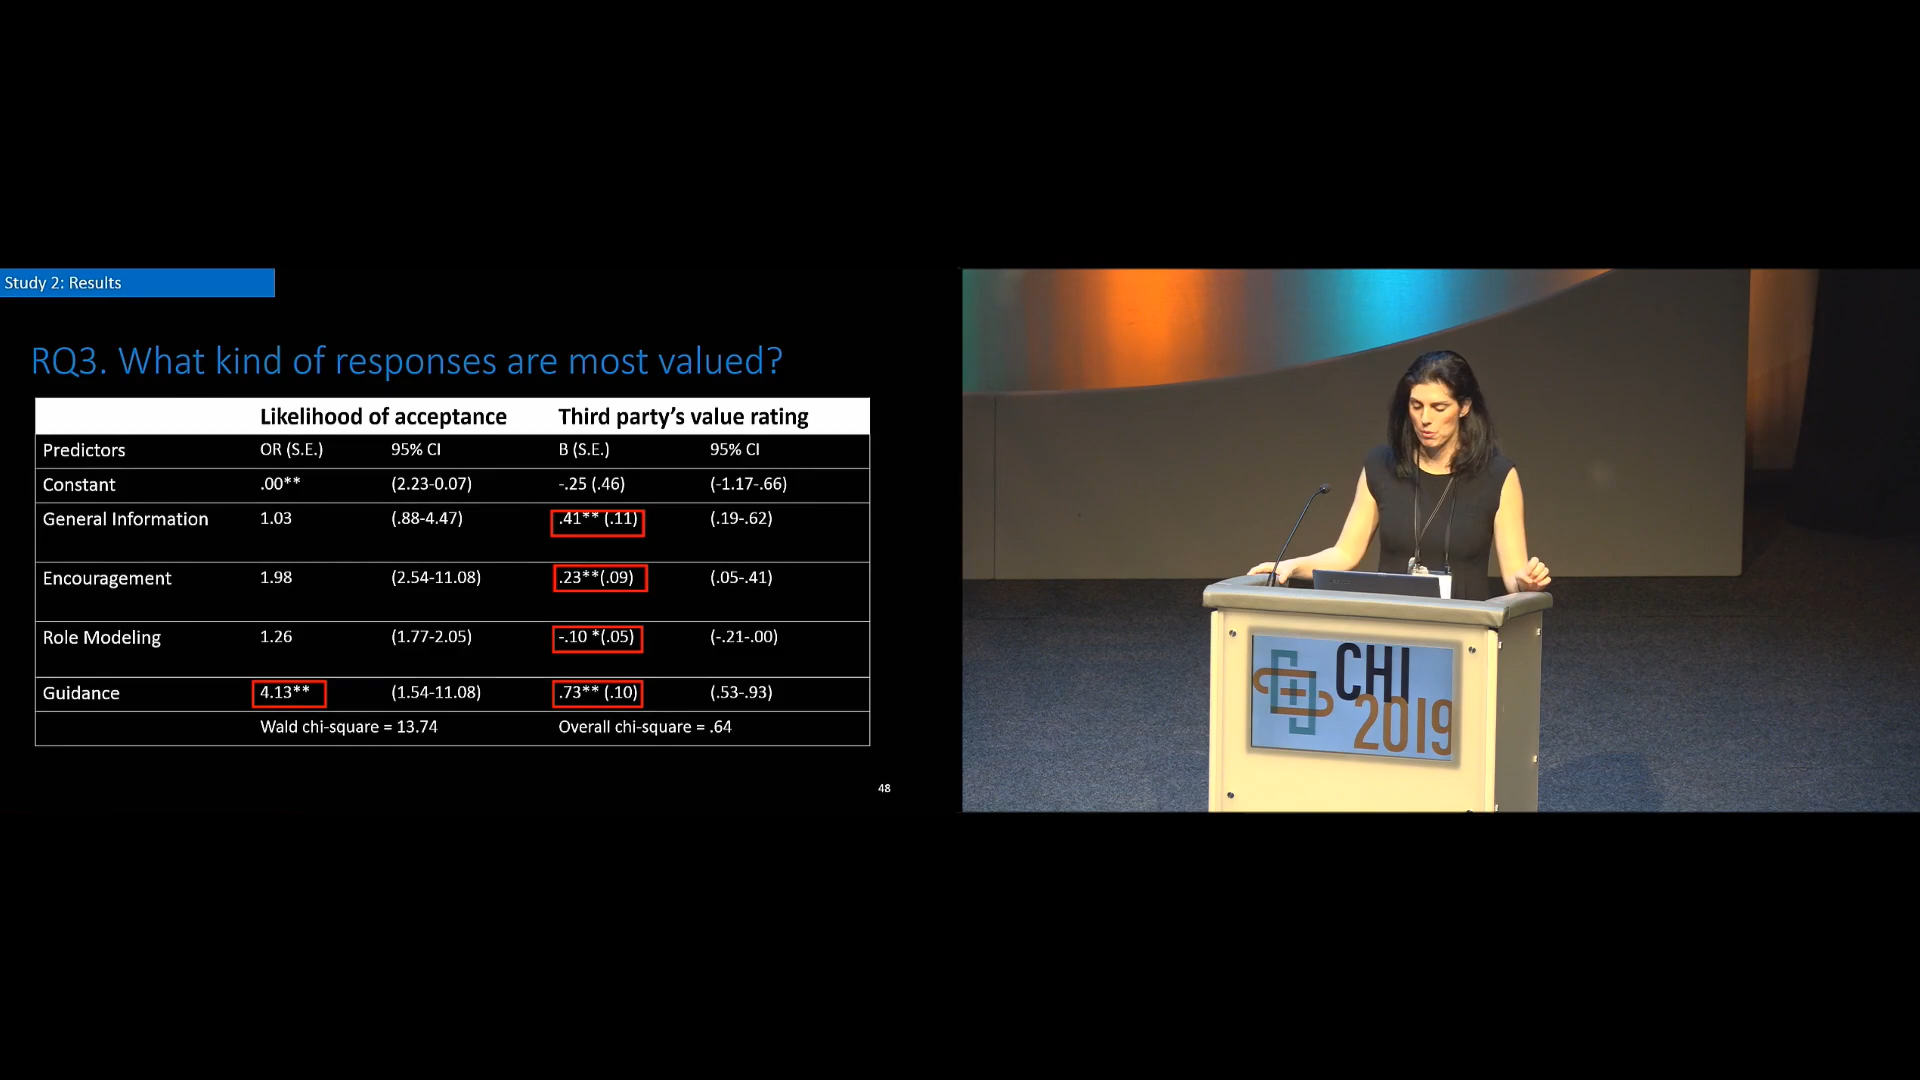 Study 2: Results
RQ3. What kind of responses are most valued?
Likelihood of acceptance Third party's value rating
Predictors OR (S.E.) 95% CI B (S.E.) 95% CI
Constant .00** (2.23-0.07) -.25 (.46) (-1.17-.66)
General Information 1.03 (.88-4.47) .41** (.11) (.19-.62)
Encouragement 1.98 (2.54-11.08) .23**(.09) (.05-.41)
Role Modeling 1.26 (1.77-2.05) -.10 *(.05) (-.21-.00)
Guidance 4.13** (1.54-11.08) .73** (.10) (.53-.93)
Wald chi-square = 13.74 Overall chi-square = .64
48
CHI
2019